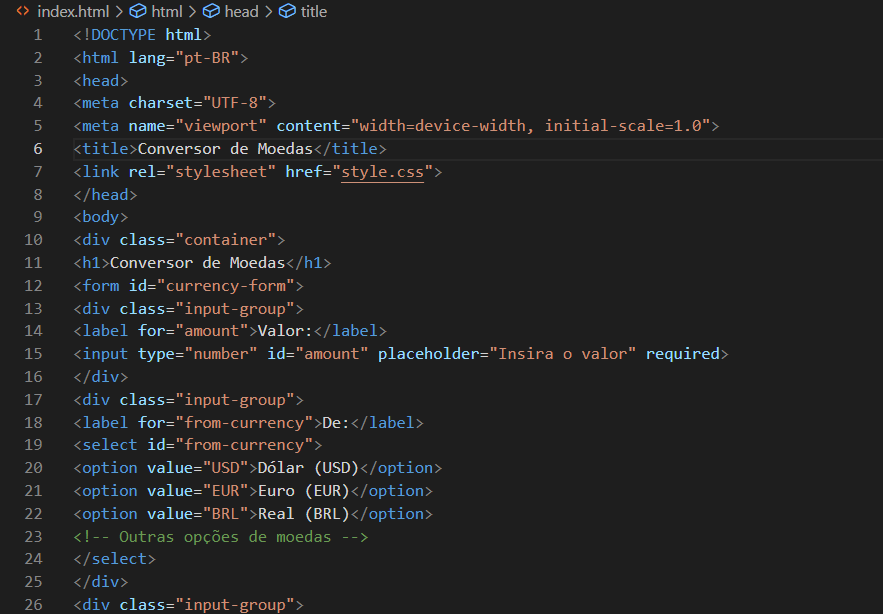 index.html > html > head > title
1 <!DOCTYPE html>
2 <html lang="pt-BR">
3 <head>
4 <meta charset="UTF-8">
5 <meta name="viewport" content="width=device-width, initial-scale=1.0">
6 <title>Conversor de Moedas</title>
7 <link rel="stylesheet" href="style.css">
8 </head>
9 <body>
10 <div class="container">
11 <h1>Conversor de Moedas</h1>
12 <form id="currency-form">
13 <div class="input-group">
14 <label for="amount">Valor:</label>
15 <input type="number" id="amount" placeholder="Insira o valor" required>
16 </div>
17 <div class="input-group">
18 <label for="from-currency">De:</label>
19 <select id="from-currency">
20 <option value="USD">Dólar (USD)</option>
21 <option value="EUR">Euro (EUR)</option>
22 <option value="BRL">Real (BRL)</option>
23 <!-- Outras opções de moedas -->
24 </select>
25 </div>
26 <div class="input-group">